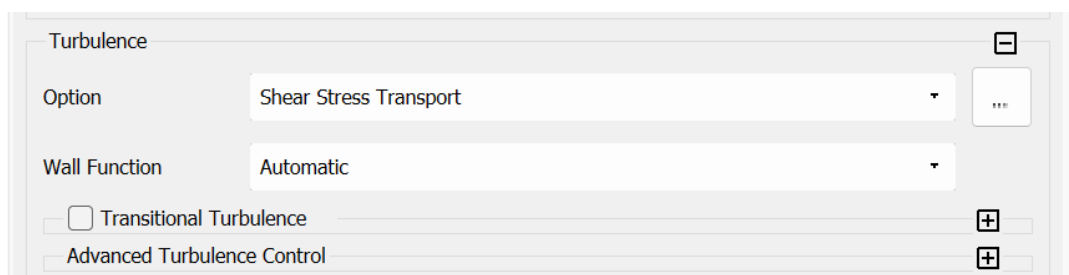 Turbulence
Option Shear Stress Transport ...
Wall Function Automatic
Transitional Turbulence
Advanced Turbulence Control